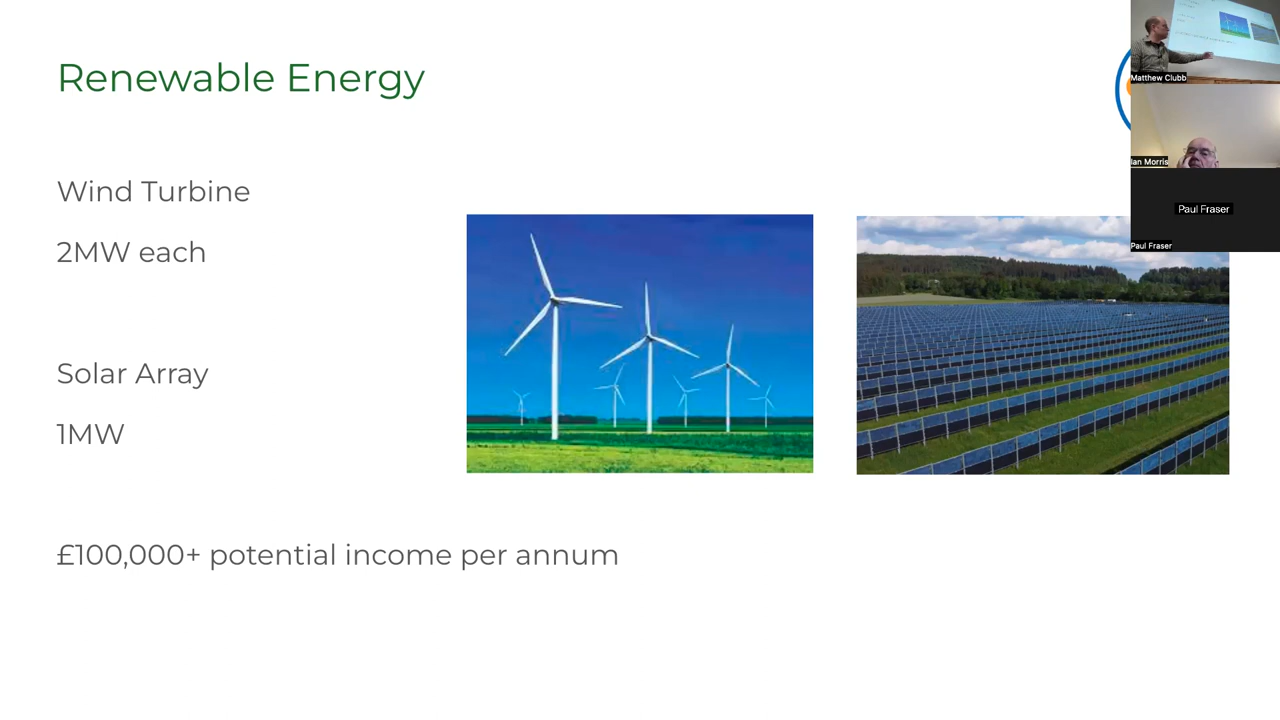 Renewable Energy
Wind Turbine
2MW each
Solar Array
1MW
£100,000+ potential income per annum
Matthew Clubb
Ian Morris
Paul Fraser
Paul Fraser